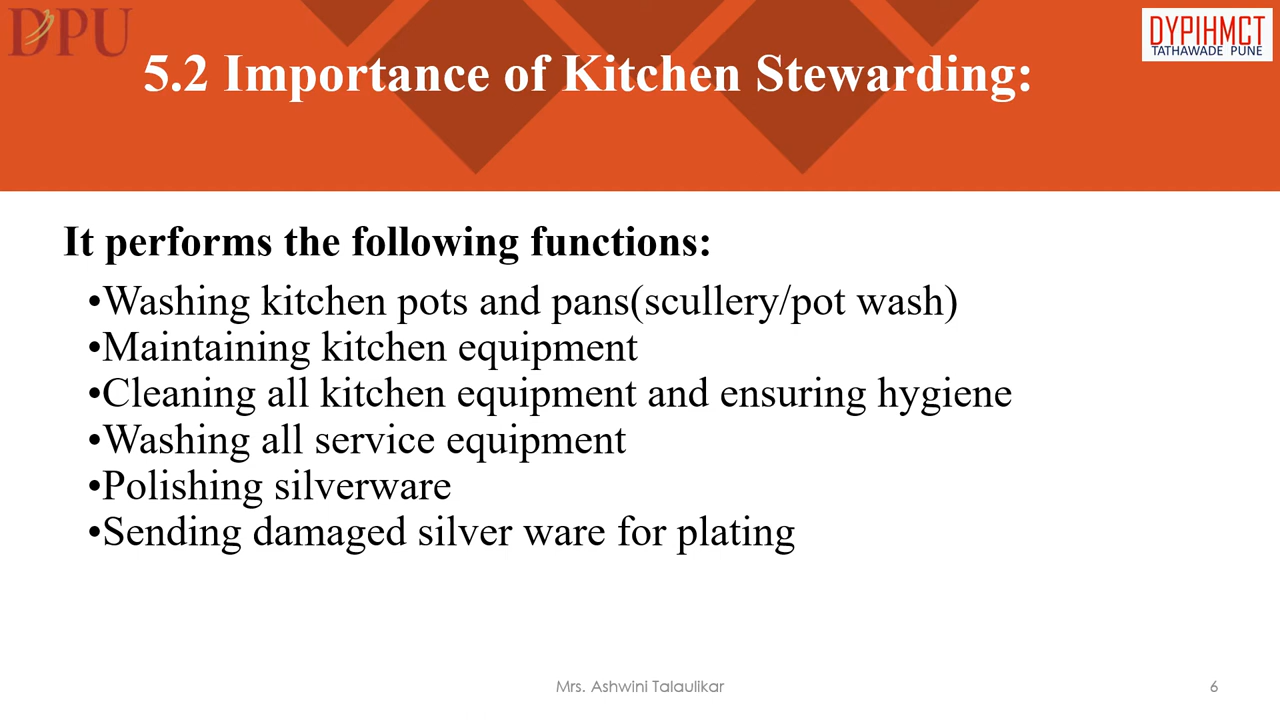 DPU
DYPIHMCT
TATHAWADE PUNE
5.2 Importance of Kitchen Stewarding:
It performs the following functions:
•Washing kitchen pots and pans(scullery/pot wash)
•Maintaining kitchen equipment
•Cleaning all kitchen equipment and ensuring hygiene
•Washing all service equipment
•Polishing silverware
•Sending damaged silver ware for plating
Mrs. Ashwini Talaulikar
6